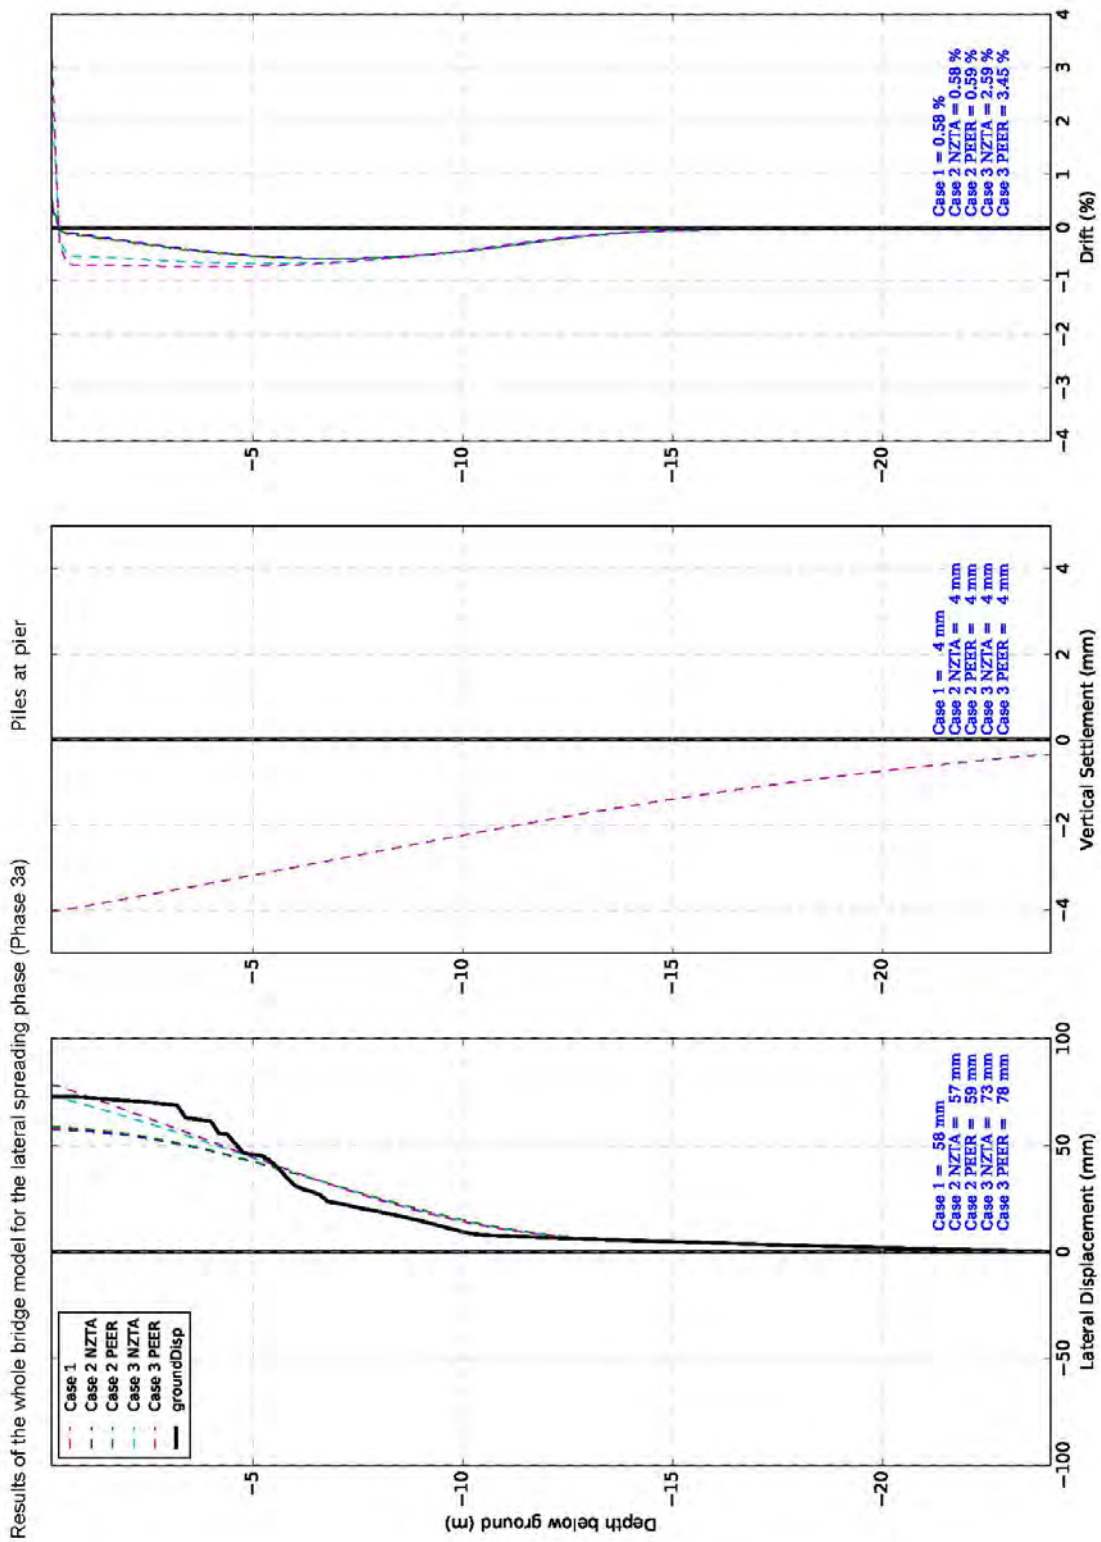 Results of the whole bridge model for the lateral spreading phase (Phase 3a)
Piles at pier
Case 1
Case 2 NZTA
Case 2 PEER
Case 3 NZTA
Case 3 PEER
groundDisp
Case 1 = 58 mm
Case 2 NZTA = 57 mm
Case 2 PEER = 59 mm
Case 3 NZTA = 73 mm
Case 3 PEER = 78 mm
−5
−10
−15
−20
Depth below ground (m)
−100
−50
0
50
100
Lateral Displacement (mm)
−5
−10
−15
−20
Case 1 = 4 mm
Case 2 NZTA = 4 mm
Case 2 PEER = 4 mm
Case 3 NZTA = 4 mm
Case 3 PEER = 4 mm
−4
−2
0
2
4
Vertical Settlement (mm)
−5
−10
−15
−20
Case 1 = 0.58 %
Case 2 NZTA = 0.58 %
Case 2 PEER = 0.59 %
Case 3 NZTA = 2.59 %
Case 3 PEER = 3.45 %
−4
−3
−2
−1
0
1
2
3
4
Drift (%)